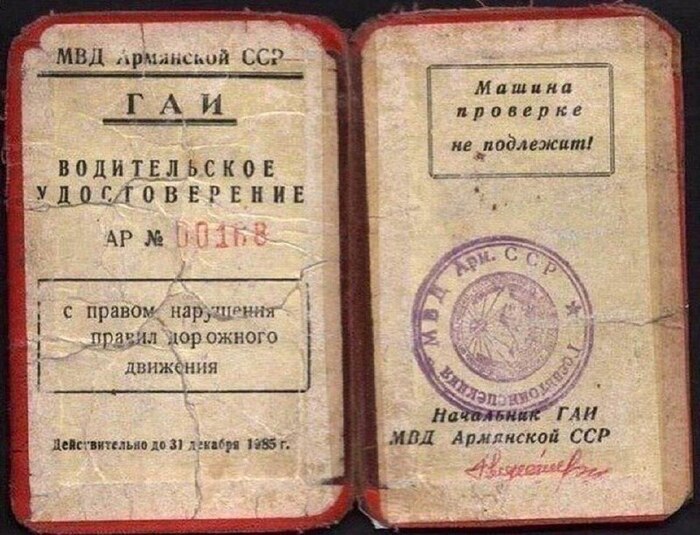 МВД Армянской ССР
ГАИ
ВОДИТЕЛЬСКОЕ
УДОСТОВЕРЕНИЕ
АР № 00168
с правом нарушения
правил дорожного
движения
Действительно до 31 декабря 1985 г.
Машина
проверке
не подлежит!
МВД Арм. ССР ★ Госавтоинспекция
Начальник ГАИ
МВД Армянской ССР